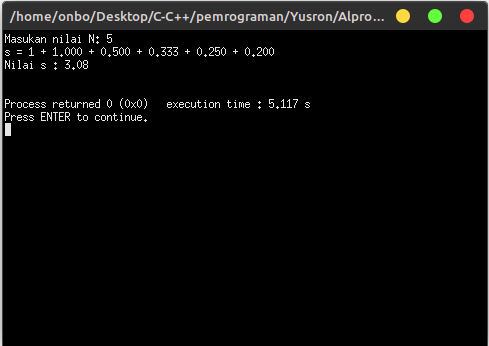 /home/onbo/Desktop/C-C++/pemrograman/Yusron/Alpro...
Masukan nilai N: 5
s = 1 + 1.000 + 0.500 + 0.333 + 0.250 + 0.200
Nilai s : 3.08
Process returned 0 (0x0)   execution time : 5.117 s
Press ENTER to continue.